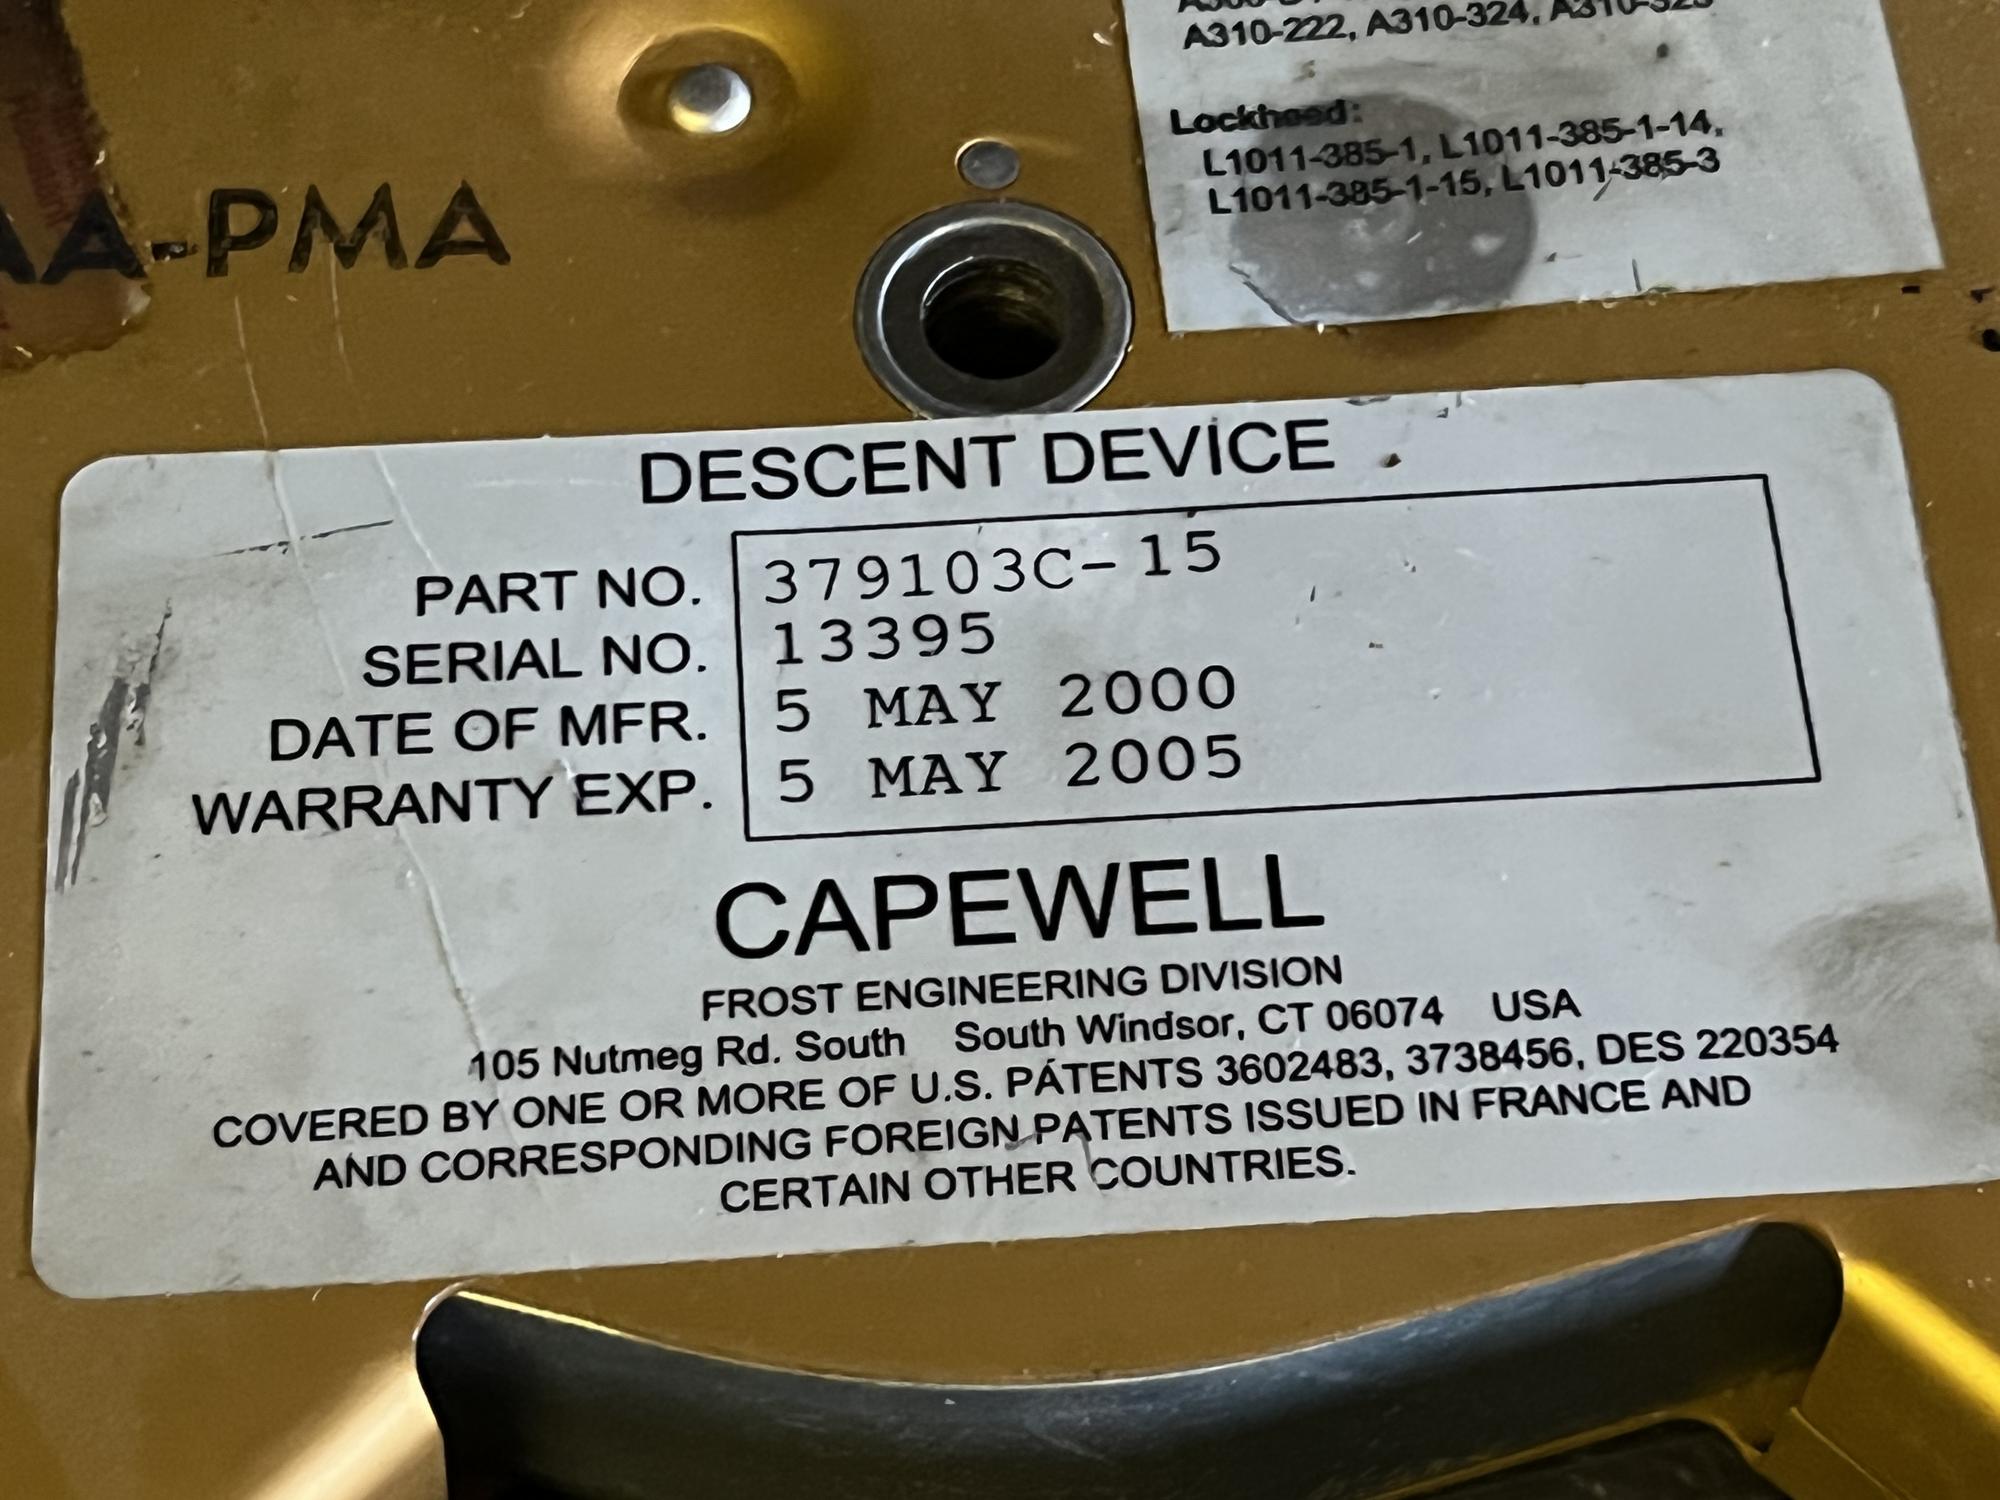 A310-222, A310-324, A310-325
Lockheed:
L1011-385-1, L1011-385-1-14,
L1011-385-1-15, L1011-385-3
AA-PMA
DESCENT DEVICE
PART NO. 379103C-15
SERIAL NO. 13395
DATE OF MFR. 5 MAY 2000
WARRANTY EXP. 5 MAY 2005
CAPEWELL
FROST ENGINEERING DIVISION
105 Nutmeg Rd. South South Windsor, CT 06074 USA
COVERED BY ONE OR MORE OF U.S. PATENTS 3602483, 3738456, DES 220354
AND CORRESPONDING FOREIGN PATENTS ISSUED IN FRANCE AND
CERTAIN OTHER COUNTRIES.